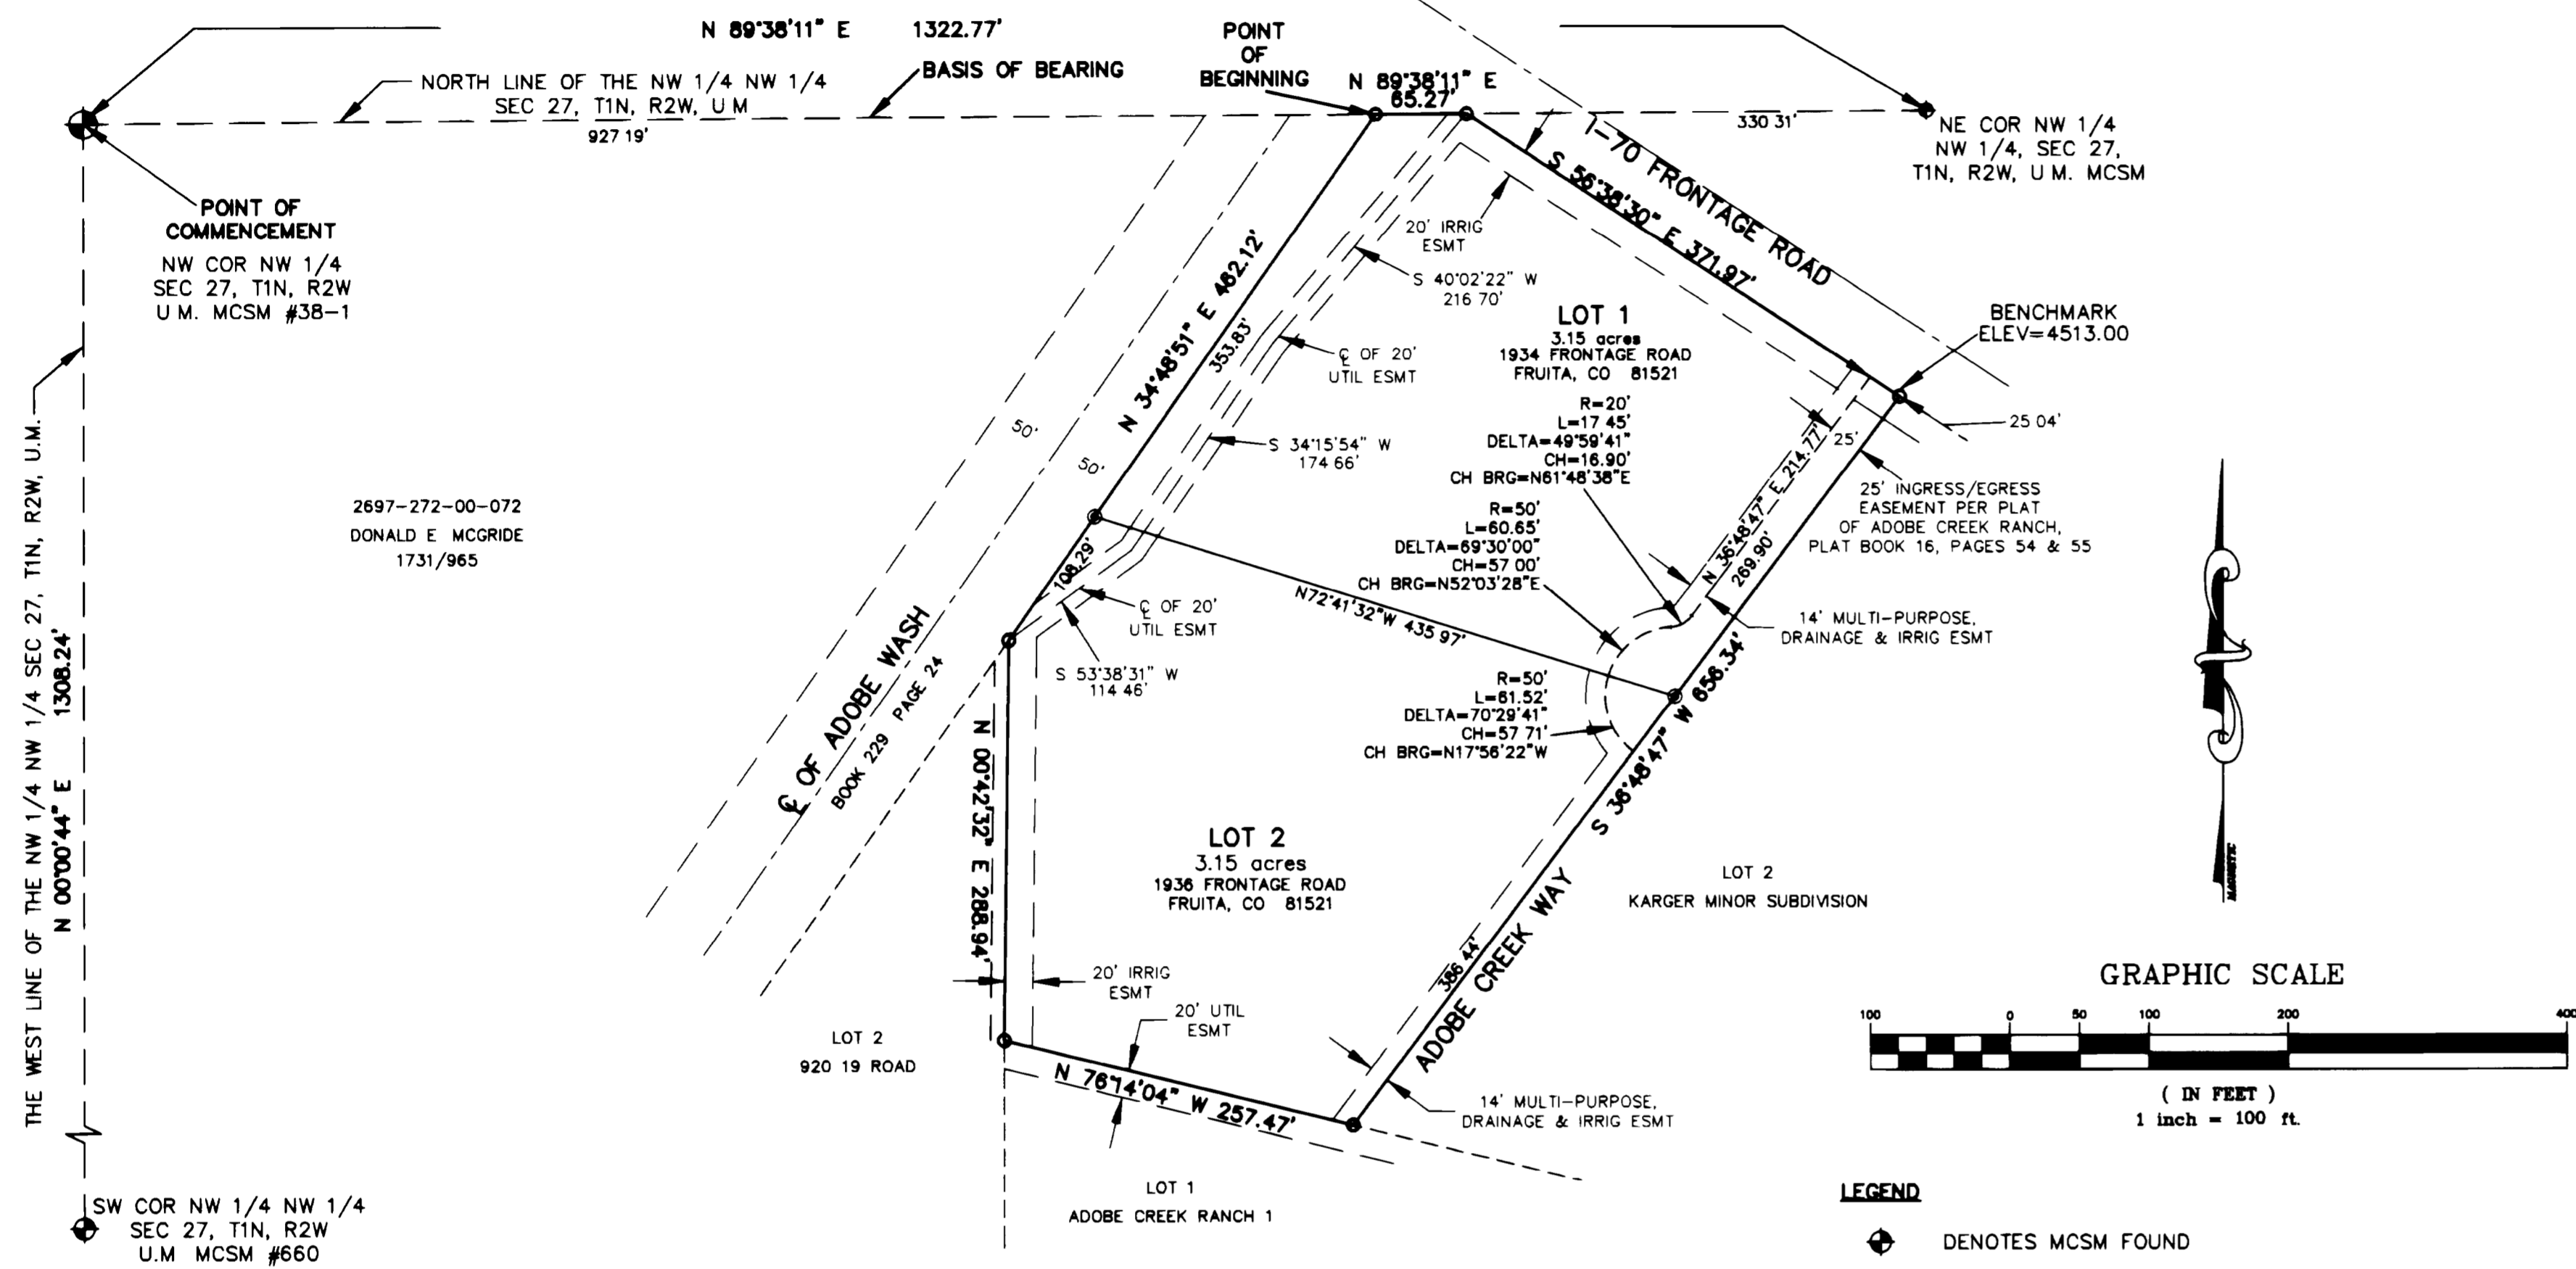 N 89°38'11" E 1322.77'
BASIS OF BEARING
NORTH LINE OF THE NW 1/4 NW 1/4
SEC 27, T1N, R2W, U M
927 19'
POINT
OF
BEGINNING
N 89°38'11" E
65.27'
330 31'
NE COR NW 1/4
NW 1/4, SEC 27,
T1N, R2W, U M. MCSM
POINT OF
COMMENCEMENT
NW COR NW 1/4
SEC 27, T1N, R2W
U M. MCSM #38-1
I-70 FRONTAGE ROAD
S 56°38'30" E 371.97'
20' IRRIG
ESMT
S 40°02'22" W
216 70'
N 34°48'51" E 462.12'
353.83'
₵ OF 20'
UTIL ESMT
LOT 1
3.15 acres
1934 FRONTAGE ROAD
FRUITA, CO 81521
BENCHMARK
ELEV=4513.00
25 04'
R=20'
L=17 45'
DELTA=49°59'41"
CH=16.90'
CH BRG=N61°48'38"E
25'
S 34°15'54" W
174 66'
50'
50'
N 36°48'47" E 214.77'
269.90'
25' INGRESS/EGRESS
EASEMENT PER PLAT
OF ADOBE CREEK RANCH,
PLAT BOOK 16, PAGES 54 & 55
R=50'
L=60.65'
DELTA=69°30'00"
CH=57 00'
CH BRG=N52°03'28"E
2697-272-00-072
DONALD E MCGRIDE
1731/965
THE WEST LINE OF THE NW 1/4 NW 1/4 SEC 27, T1N, R2W, U.M.
N 00°00'44" E 1308.24'
108.29'
₵ OF 20'
UTIL ESMT
N72°41'32"W 435 97'
14' MULTI-PURPOSE,
DRAINAGE & IRRIG ESMT
₵ OF ADOBE WASH
BOOK 229 PAGE 24
S 53°38'31" W
114 46'
R=50'
L=61.52'
DELTA=70°29'41"
CH=57 71'
CH BRG=N17°56'22"W
S 36°48'47" W 656.34'
N 00°42'32" E 288.94'
LOT 2
3.15 acres
1936 FRONTAGE ROAD
FRUITA, CO 81521
LOT 2
KARGER MINOR SUBDIVISION
386 44'
ADOBE CREEK WAY
MAGNETIC
20' IRRIG
ESMT
20' UTIL
ESMT
LOT 2
920 19 ROAD
N 76°14'04" W 257.47'
14' MULTI-PURPOSE,
DRAINAGE & IRRIG ESMT
LOT 1
ADOBE CREEK RANCH 1
GRAPHIC SCALE
100 0 50 100 200 400
( IN FEET )
1 inch = 100 ft.
SW COR NW 1/4 NW 1/4
SEC 27, T1N, R2W
U.M MCSM #660
LEGEND
DENOTES MCSM FOUND